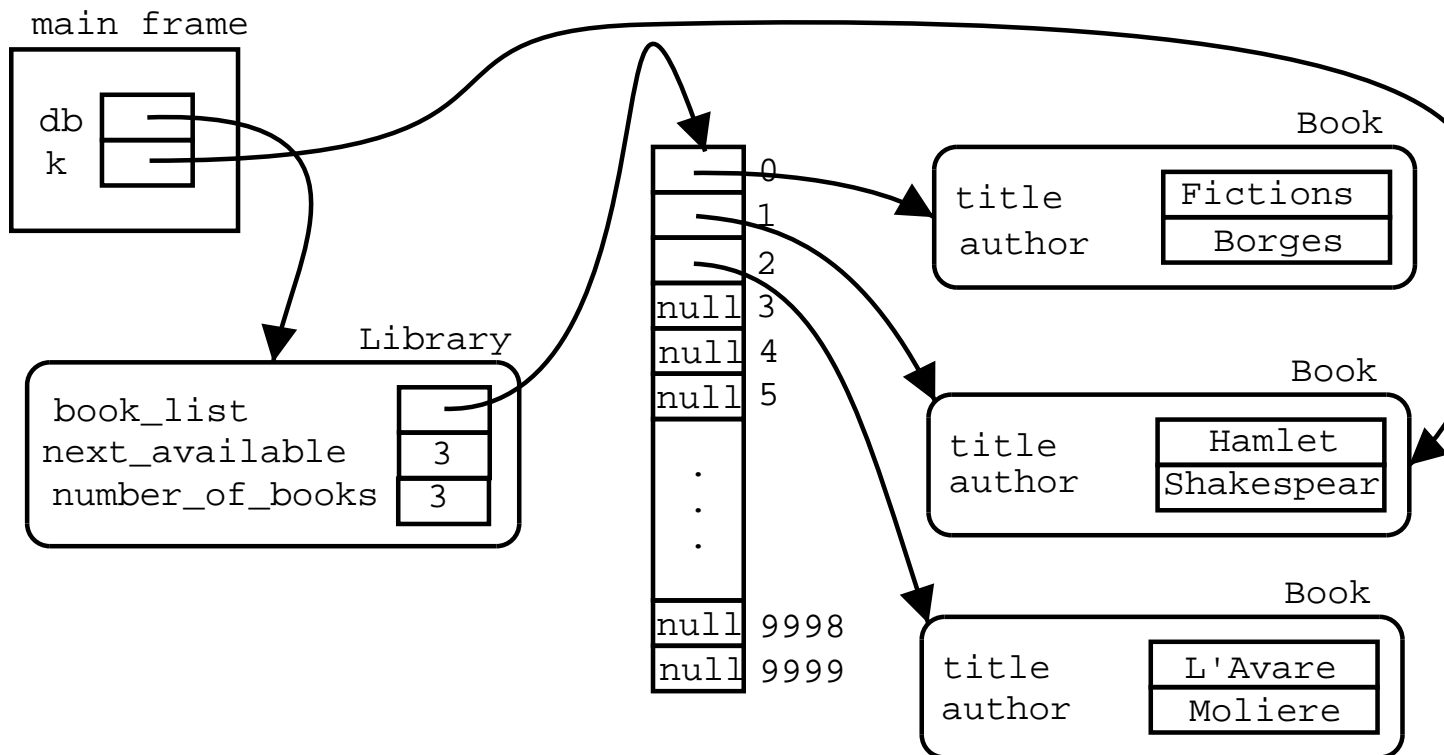 main frame
db
k
Library
book_list
next_available 3
number_of_books 3
0
1
2
null 3
null 4
null 5
.
.
.
null 9998
null 9999
Book
title Fictions
author Borges
Book
title Hamlet
author Shakespear
Book
title L'Avare
author Moliere